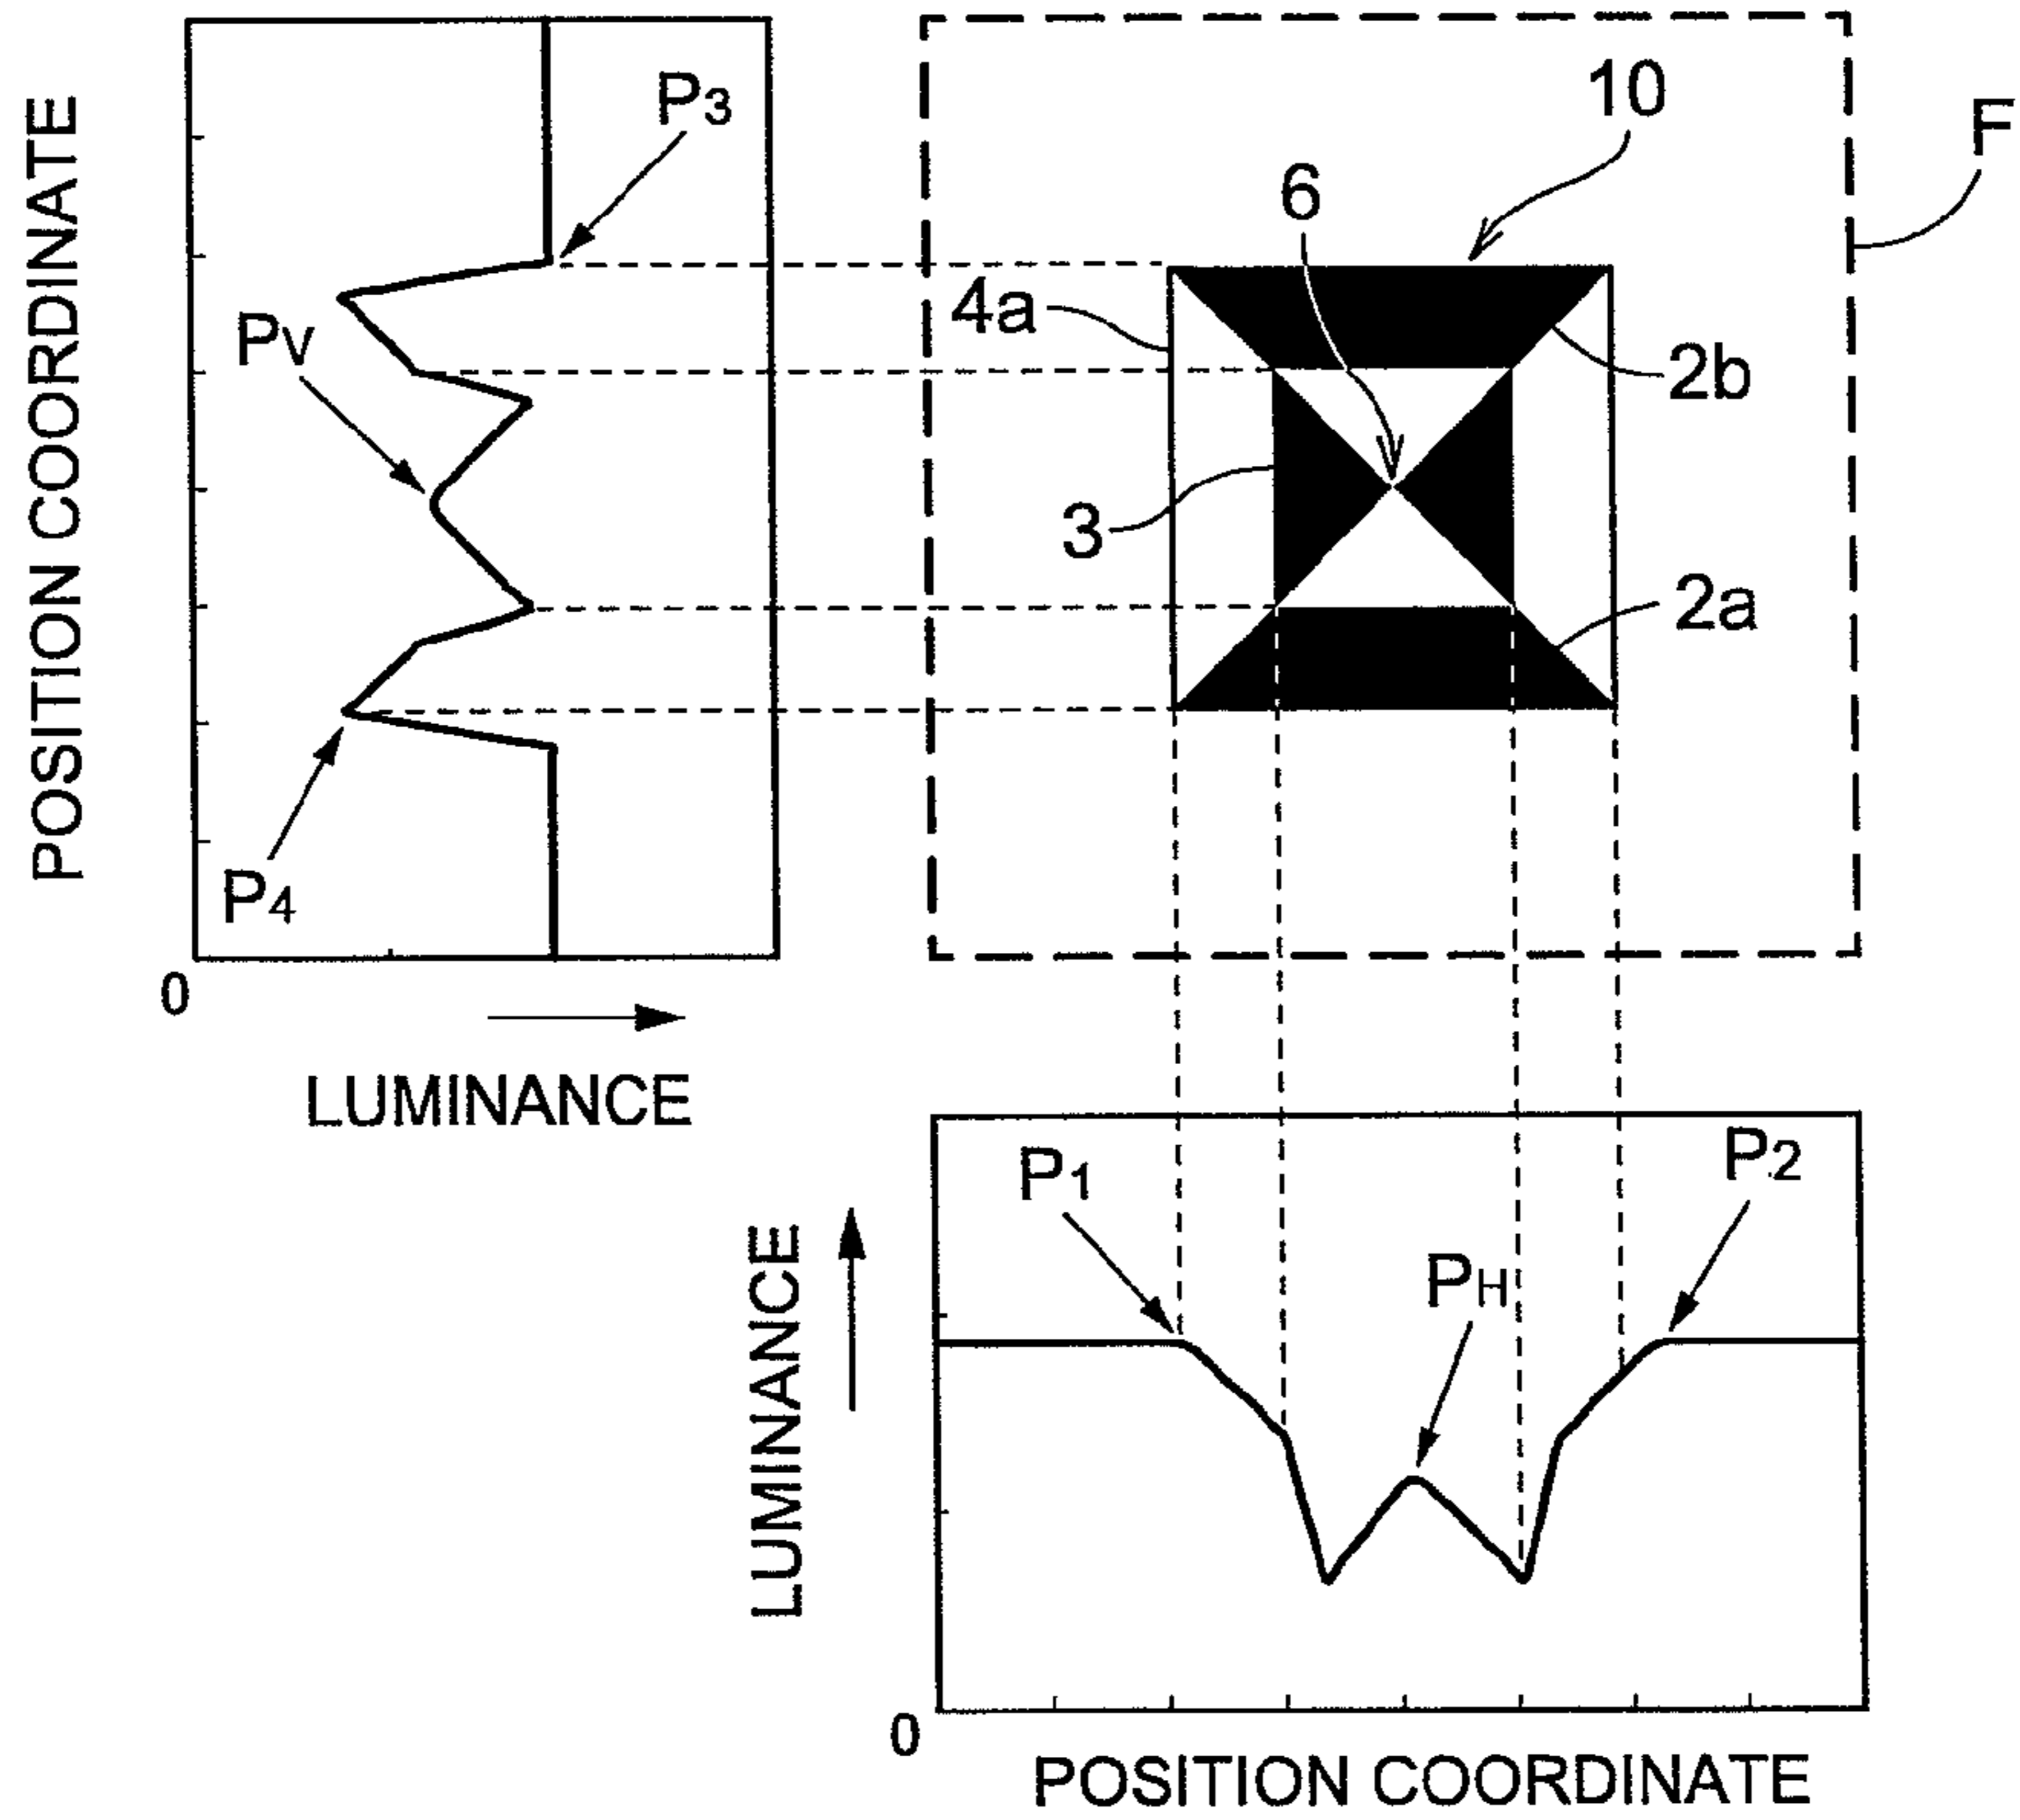 POSITION COORDINATE
P3
PV
P4
0
LUMINANCE
10
F
6
4a
2b
3
2a
LUMINANCE
P1
P2
PH
0
POSITION COORDINATE